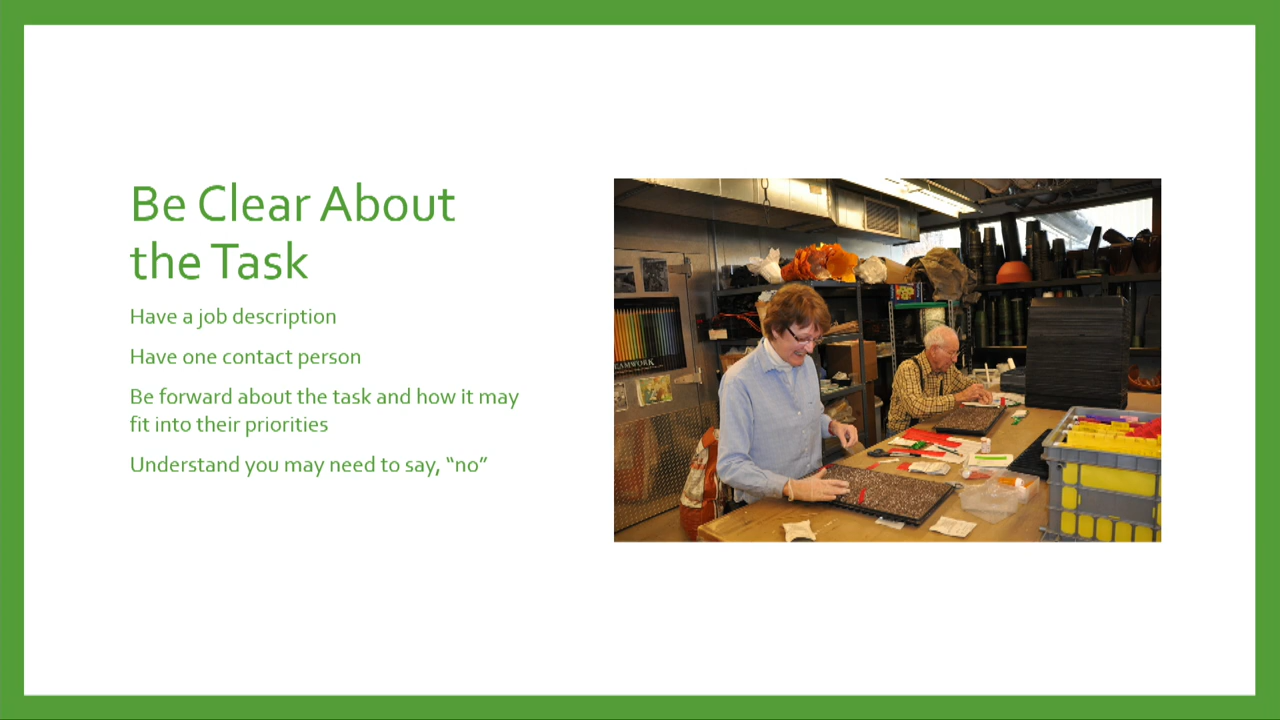 Be Clear About
the Task
Have a job description
Have one contact person
Be forward about the task and how it may
fit into their priorities
Understand you may need to say, “no”
TEAMWORK